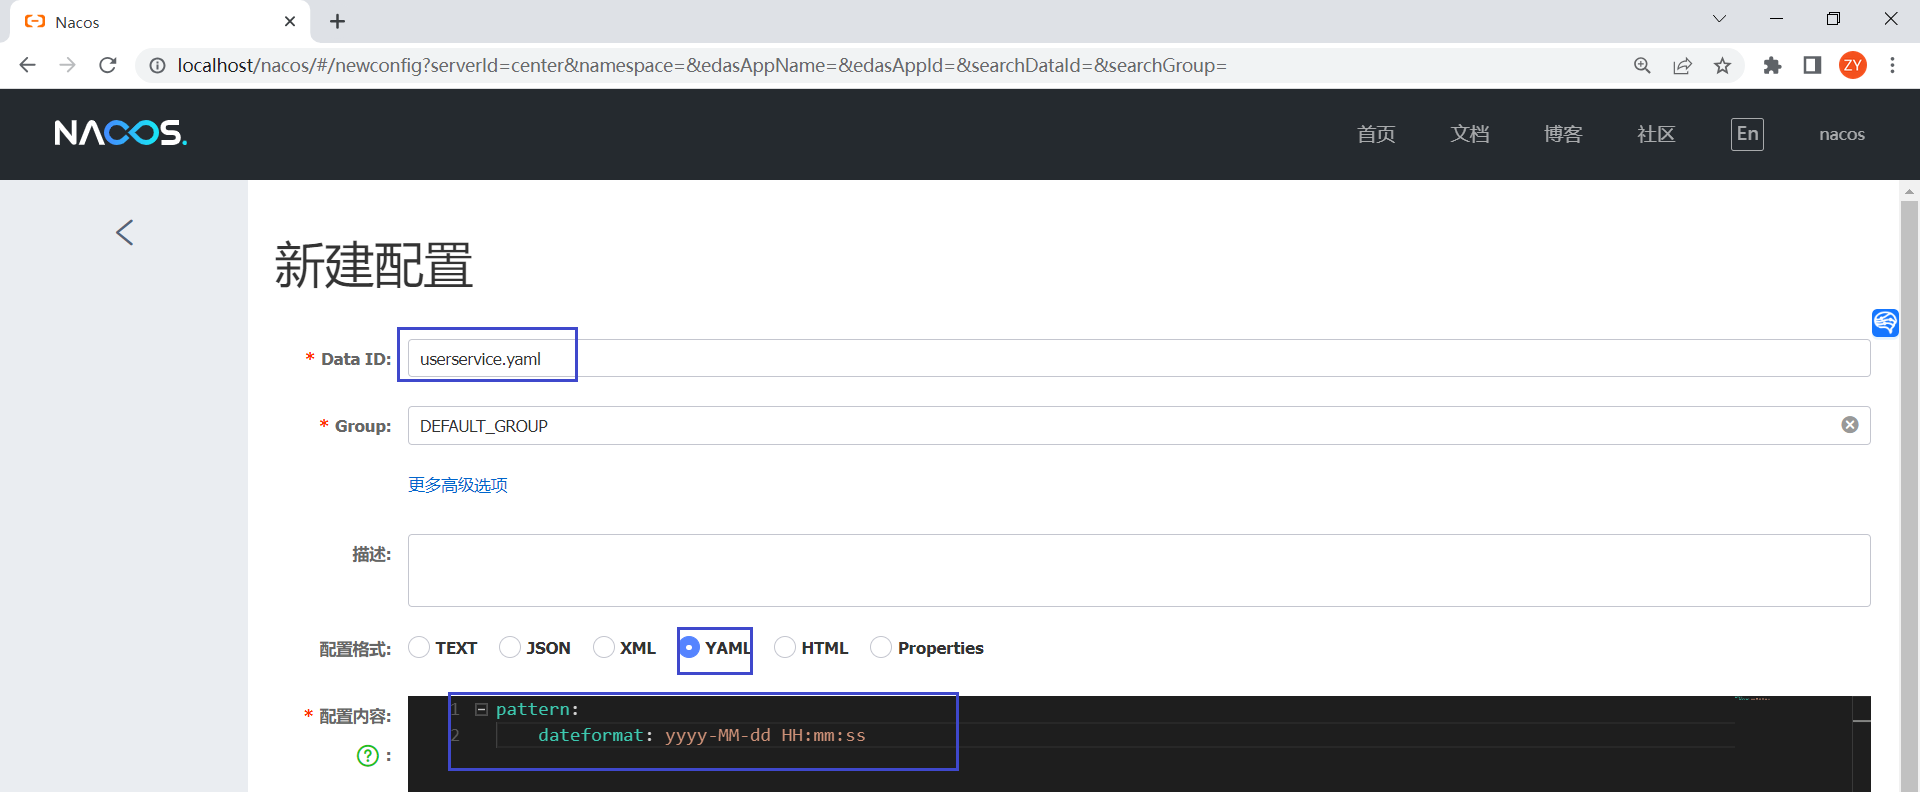 Nacos
localhost/nacos/#/newconfig?serverId=center&namespace=&edasAppName=&edasAppId=&searchDataId=&searchGroup=
ZY
NACOS.
首页 文档 博客 社区 En nacos
新建配置
* Data ID: userservice.yaml
* Group: DEFAULT_GROUP
更多高级选项
描述:
配置格式: TEXT JSON XML YAML HTML Properties
* 配置内容:
? :
1 pattern:
2 dateformat: yyyy-MM-dd HH:mm:ss